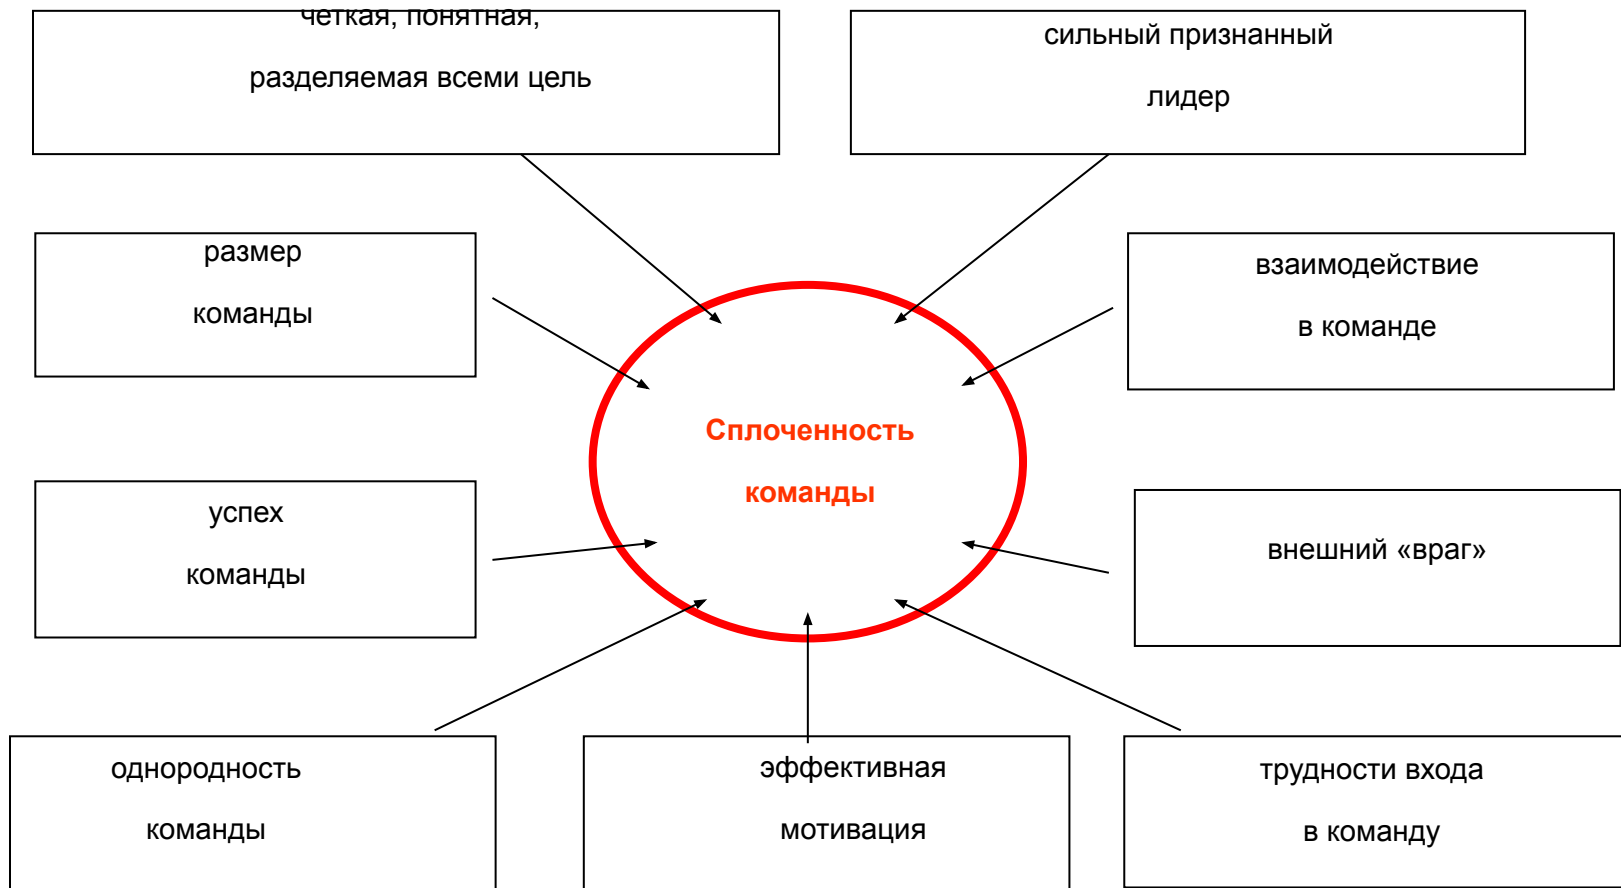 четкая, понятная,
разделяемая всеми цель
сильный признанный
лидер
размер
команды
взаимодействие
в команде
Сплоченность
команды
успех
команды
внешний «враг»
однородность
команды
эффективная
мотивация
трудности входа
в команду